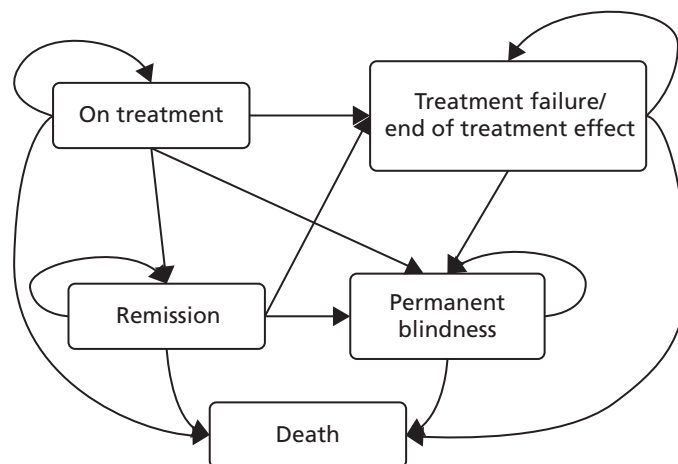 On treatment
Treatment failure/
end of treatment effect
Remission
Permanent
blindness
Death